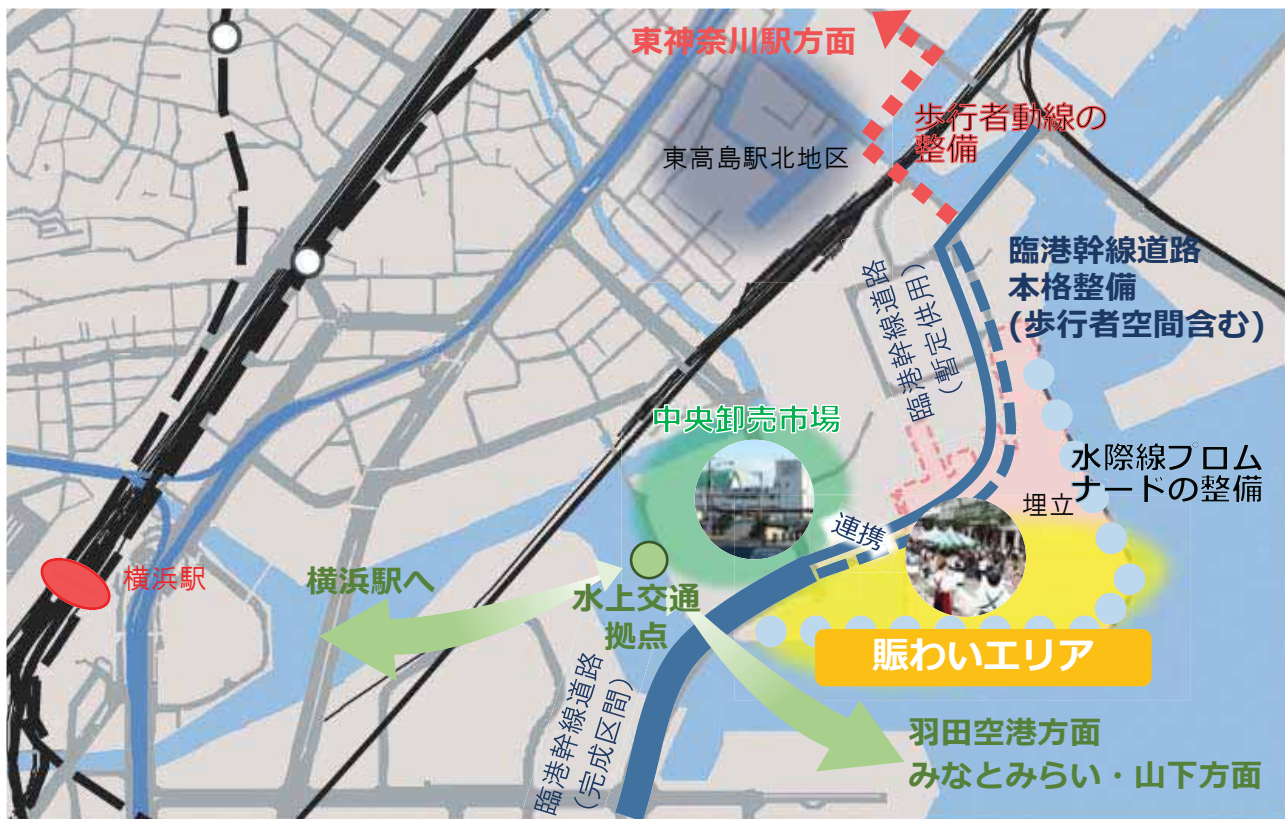 東神奈川駅方面
歩行者動線の
整備
東高島駅北地区
臨港幹線道路
本格整備
(歩行者空間含む)
臨港幹線道路
(暫定供用)
中央卸売市場
水際線プロム
ナードの整備
埋立
連携
横浜駅
横浜駅へ
水上交通
拠点
賑わいエリア
臨港幹線道路
(完成区間)
羽田空港方面
みなとみらい・山下方面